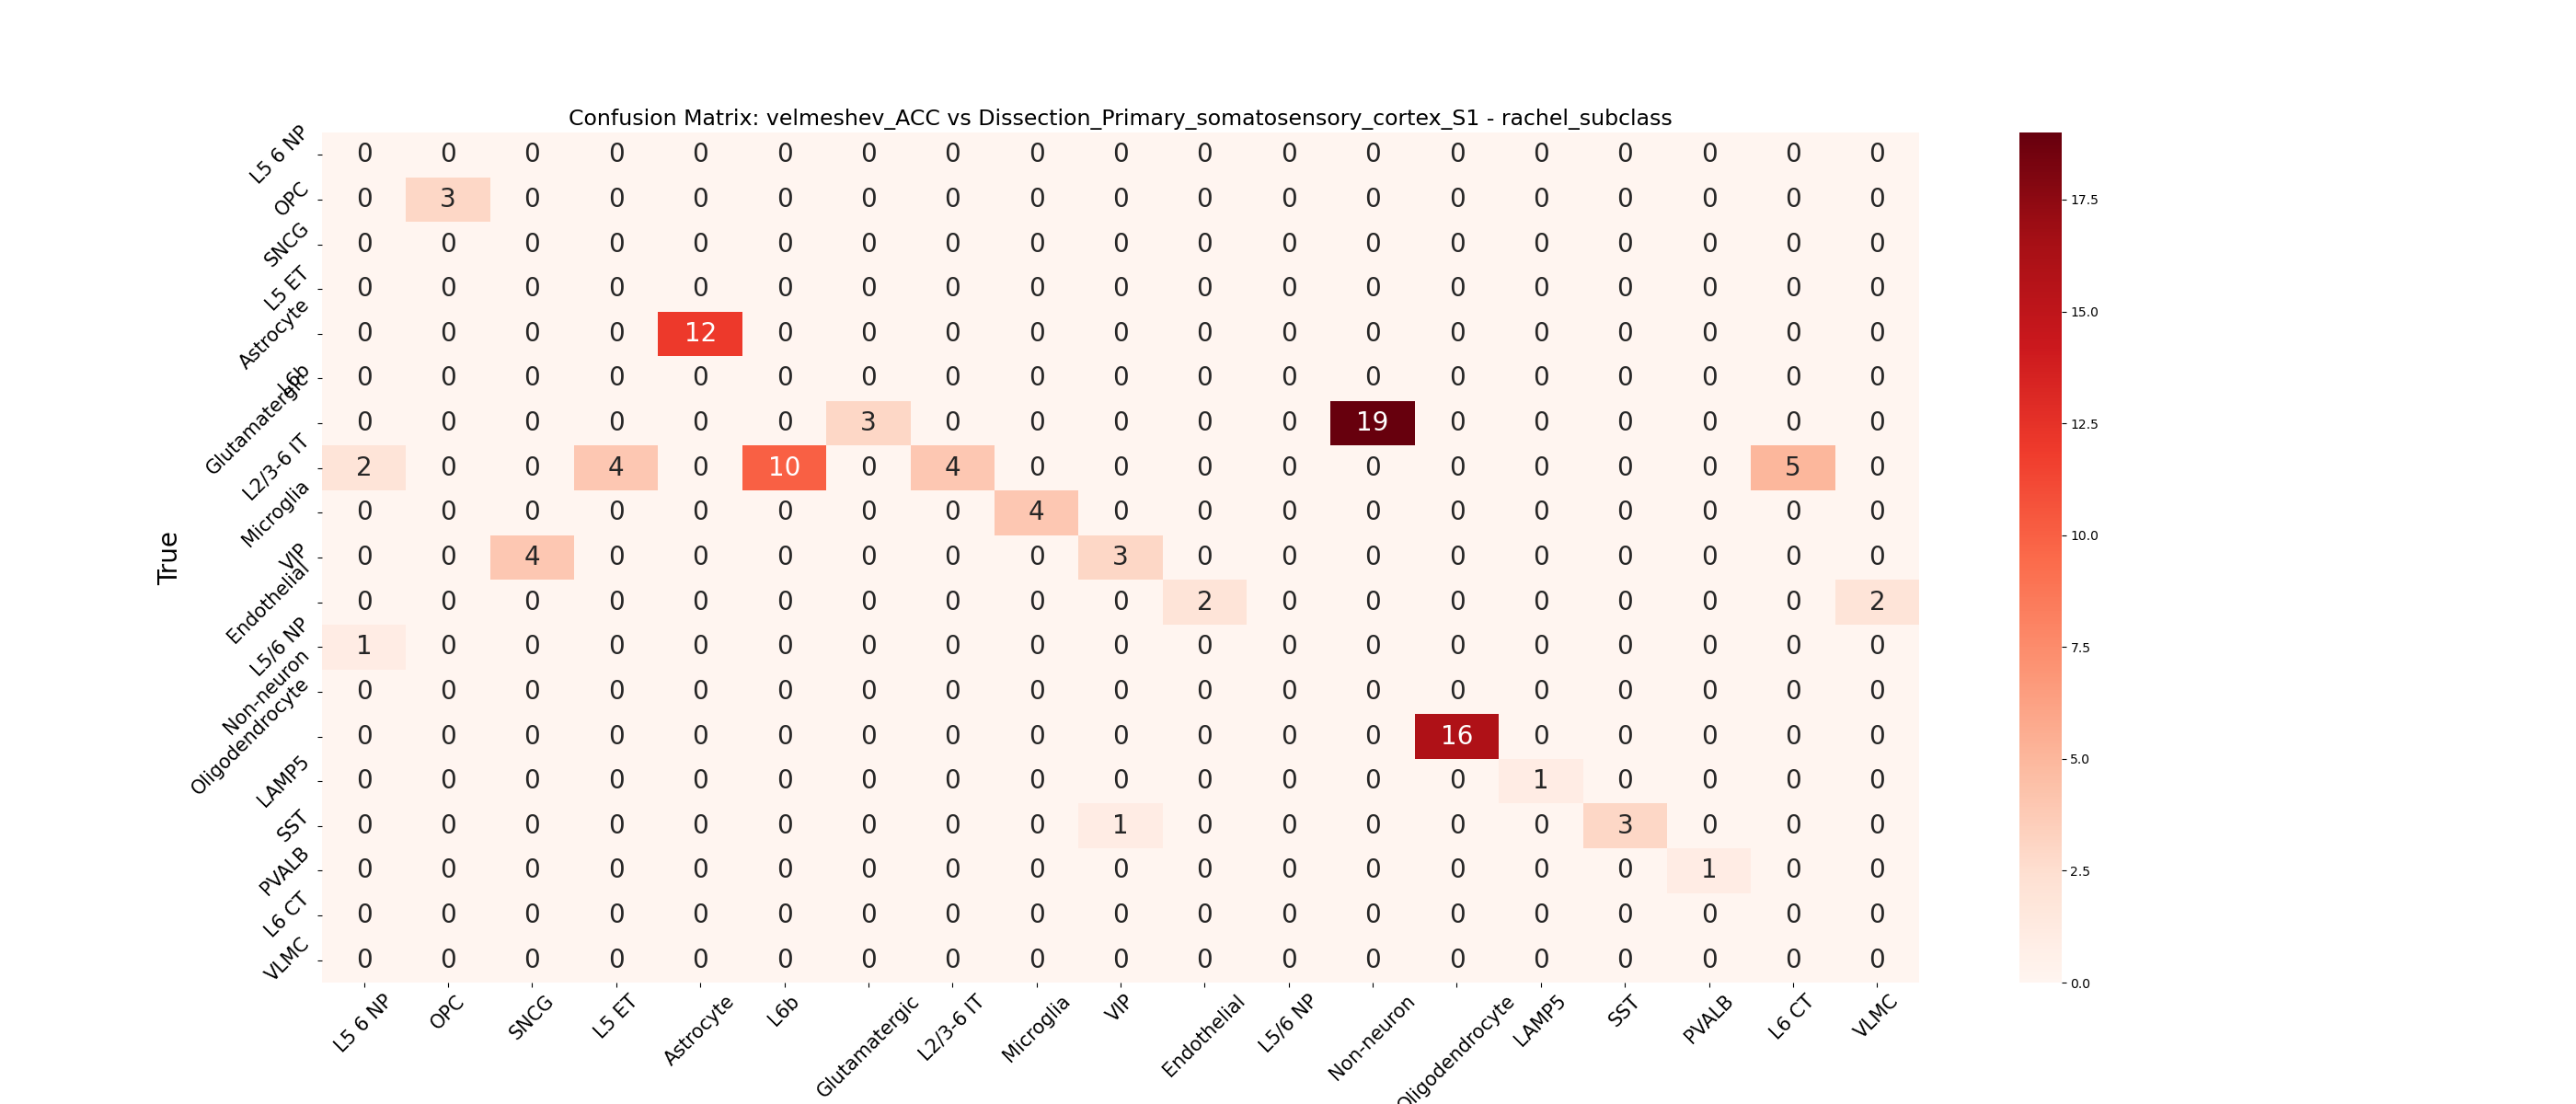 Confusion Matrix: velmeshev_ACC vs Dissection_Primary_somatosensory_cortex_S1 - rachel_subclass
True
L5 6 NP 0 0 0 0 0 0 0 0 0 0 0 0 0 0 0 0 0 0 0
OPC 0 3 0 0 0 0 0 0 0 0 0 0 0 0 0 0 0 0 0
SNCG 0 0 0 0 0 0 0 0 0 0 0 0 0 0 0 0 0 0 0
L5 ET 0 0 0 0 0 0 0 0 0 0 0 0 0 0 0 0 0 0 0
Astrocyte 0 0 0 0 12 0 0 0 0 0 0 0 0 0 0 0 0 0 0
L6b 0 0 0 0 0 0 0 0 0 0 0 0 0 0 0 0 0 0 0
Glutamatergic 0 0 0 0 0 0 3 0 0 0 0 0 19 0 0 0 0 0 0
L2/3-6 IT 2 0 0 4 0 10 0 4 0 0 0 0 0 0 0 0 0 5 0
Microglia 0 0 0 0 0 0 0 0 4 0 0 0 0 0 0 0 0 0 0
VIP 0 0 4 0 0 0 0 0 0 3 0 0 0 0 0 0 0 0 0
Endothelial 0 0 0 0 0 0 0 0 0 0 2 0 0 0 0 0 0 0 2
L5/6 NP 1 0 0 0 0 0 0 0 0 0 0 0 0 0 0 0 0 0 0
Non-neuron 0 0 0 0 0 0 0 0 0 0 0 0 0 0 0 0 0 0 0
Oligodendrocyte 0 0 0 0 0 0 0 0 0 0 0 0 0 16 0 0 0 0 0
LAMP5 0 0 0 0 0 0 0 0 0 0 0 0 0 0 1 0 0 0 0
SST 0 0 0 0 0 0 0 0 0 1 0 0 0 0 0 3 0 0 0
PVALB 0 0 0 0 0 0 0 0 0 0 0 0 0 0 0 0 1 0 0
L6 CT 0 0 0 0 0 0 0 0 0 0 0 0 0 0 0 0 0 0 0
VLMC 0 0 0 0 0 0 0 0 0 0 0 0 0 0 0 0 0 0 0
L5 6 NP OPC SNCG L5 ET Astrocyte L6b Glutamatergic L2/3-6 IT Microglia VIP Endothelial L5/6 NP Non-neuron Oligodendrocyte LAMP5 SST PVALB L6 CT VLMC
17.5
15.0
12.5
10.0
7.5
5.0
2.5
0.0